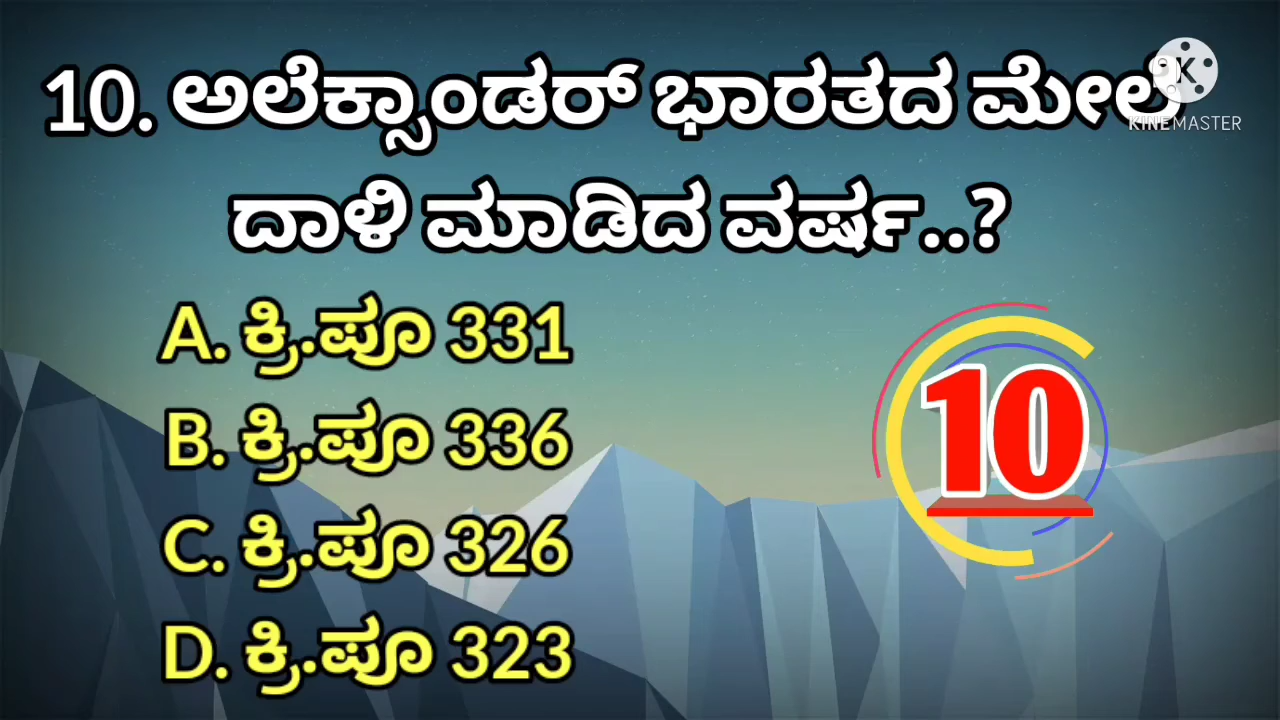 10. ಅಲೆಕ್ಸಾಂಡರ್ ಭಾರತದ ಮೇಲೆ
K
KINEMASTER
ದಾಳಿ ಮಾಡಿದ ವರ್ಷ..?
A. ಕ್ರಿ.ಪೂ 331
B. ಕ್ರಿ.ಪೂ 336
C. ಕ್ರಿ.ಪೂ 326
D. ಕ್ರಿ.ಪೂ 323
10